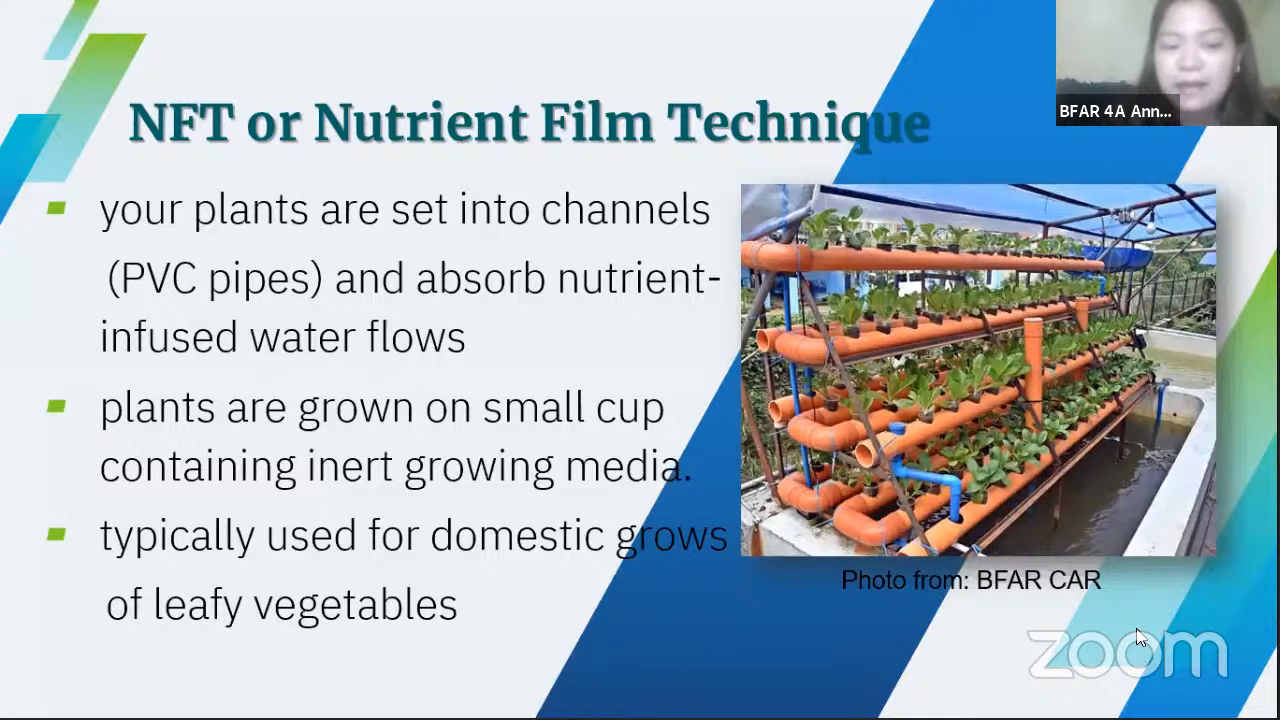 BFAR 4A Ann...
NFT or Nutrient Film Technique
your plants are set into channels
(PVC pipes) and absorb nutrient-
infused water flows
plants are grown on small cup
containing inert growing media.
typically used for domestic grows
of leafy vegetables
Photo from: BFAR CAR
zoom